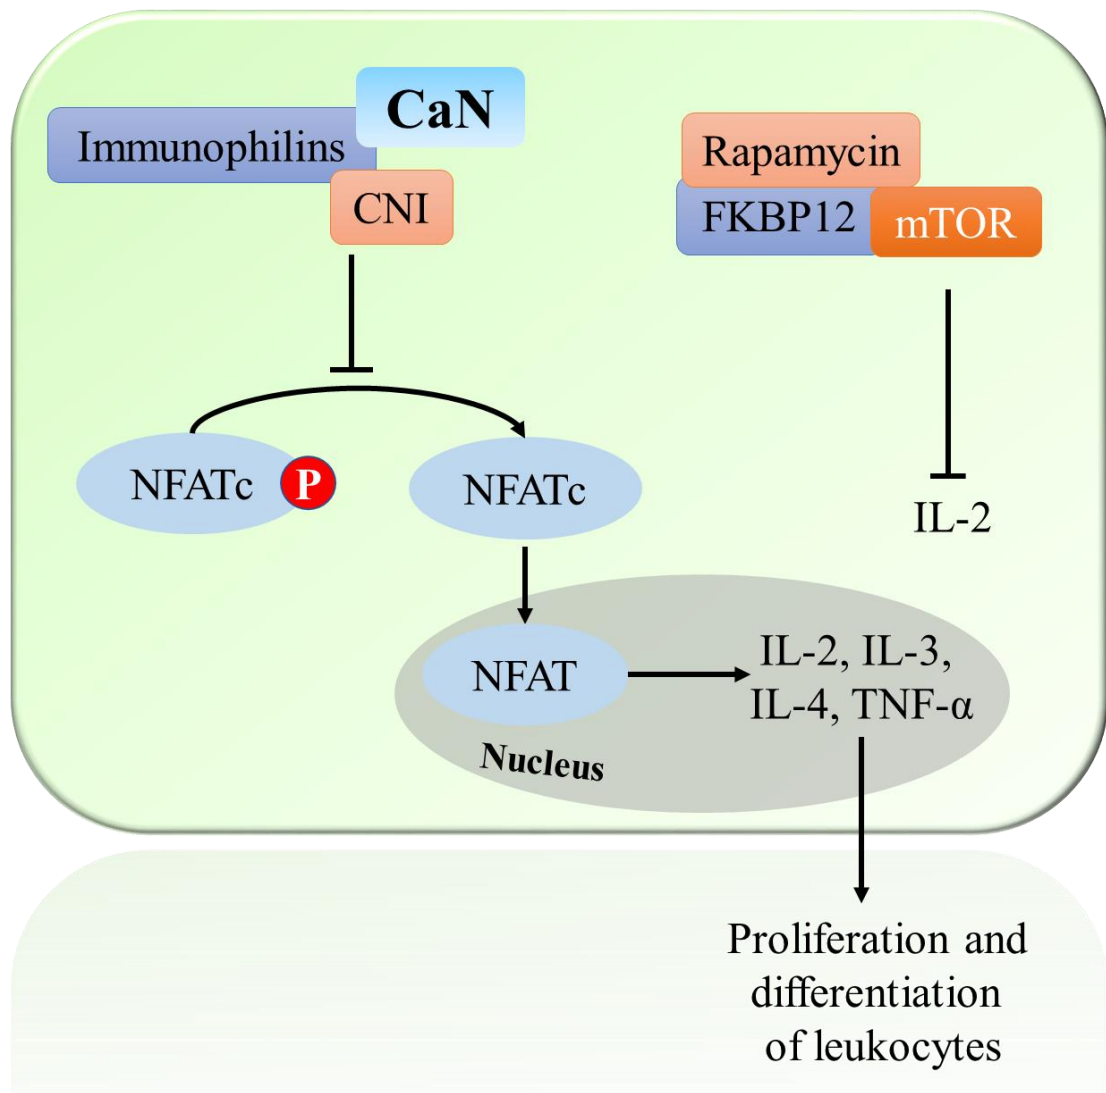 CaN
Immunophilins
CNI
Rapamycin
FKBP12
mTOR
NFATc
P
NFATc
IL-2
NFAT
IL-2, IL-3,
IL-4, TNF-α
Nucleus
Proliferation and
differentiation
of leukocytes